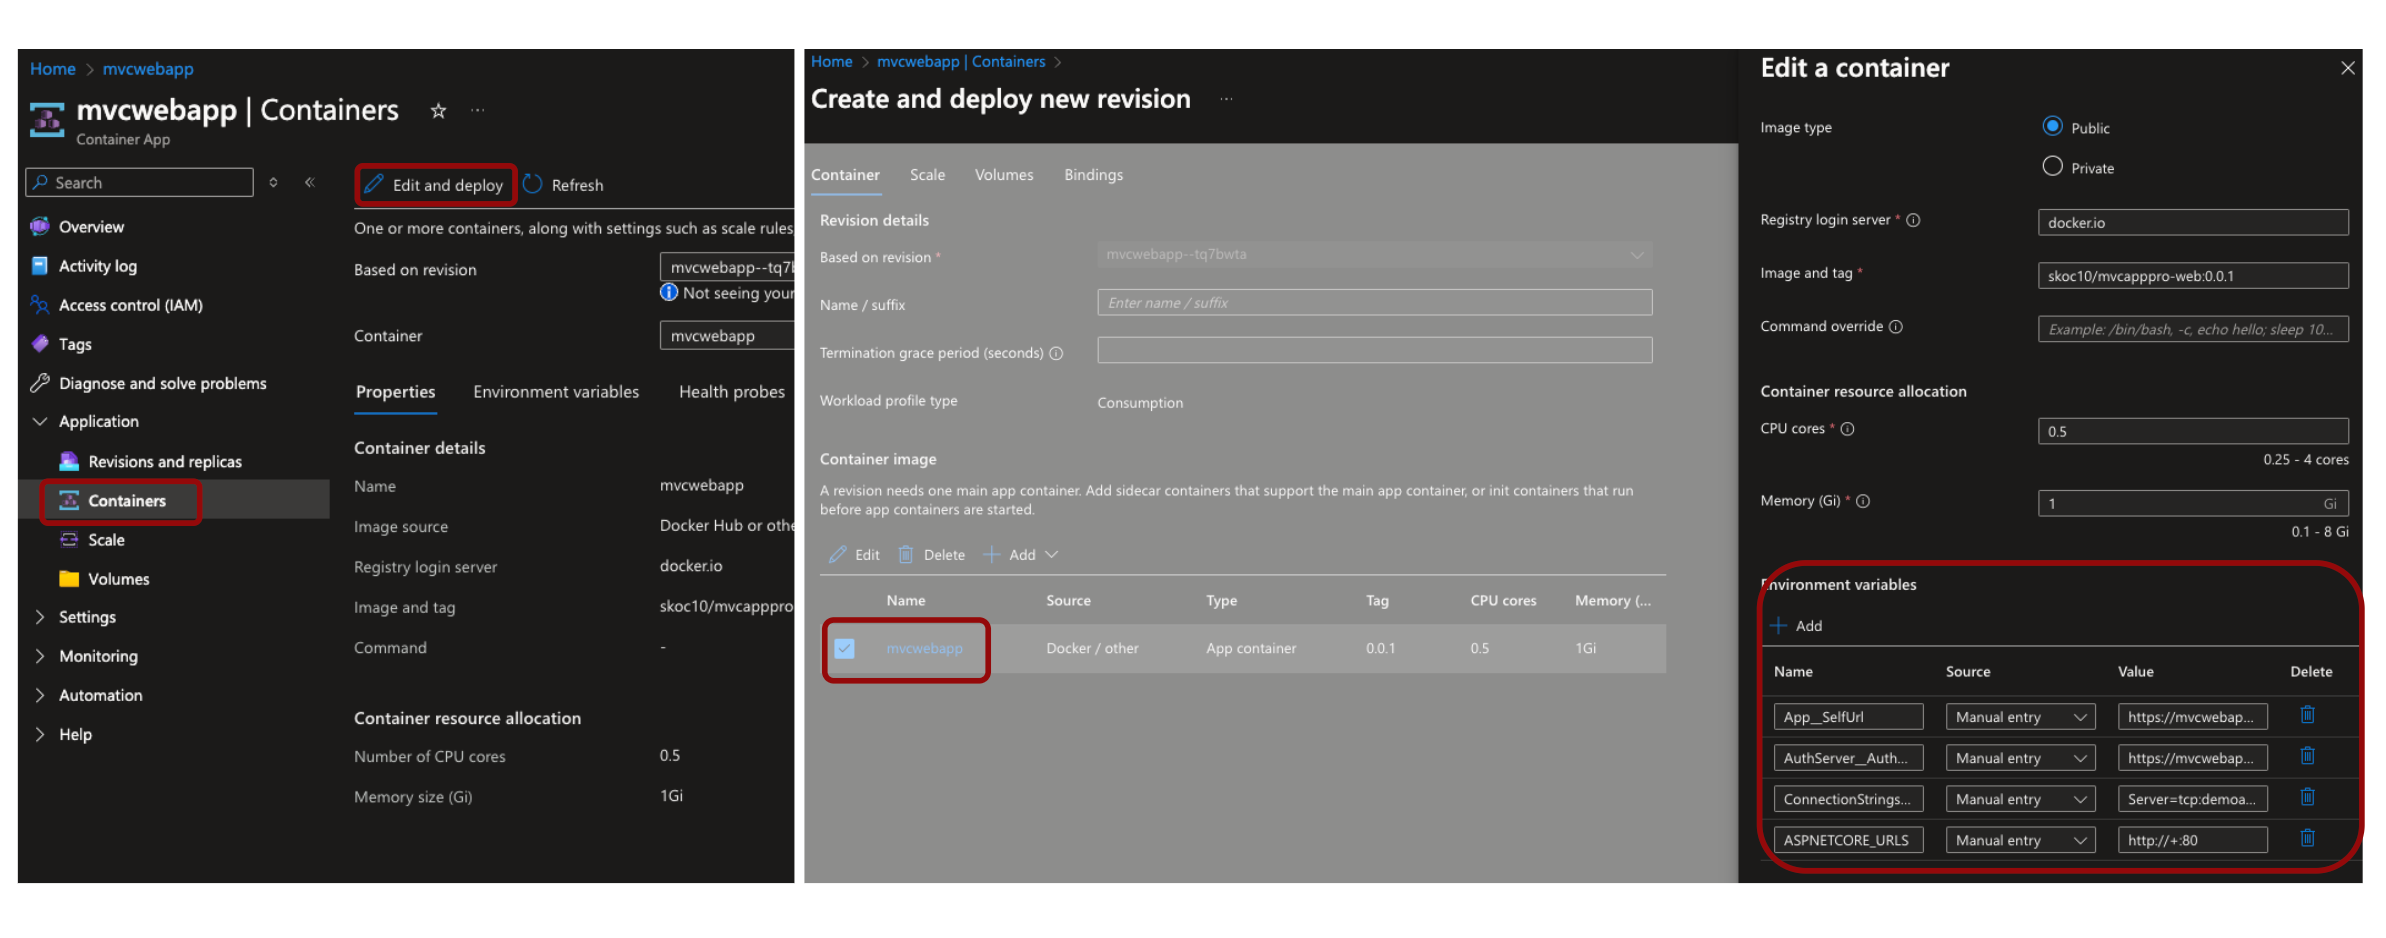 Home > mvcwebapp
mvcwebapp | Containers
Container App
Search
Overview
Activity log
Access control (IAM)
Tags
Diagnose and solve problems
Application
Revisions and replicas
Containers
Scale
Volumes
Settings
Monitoring
Automation
Help
Edit and deploy
Refresh
One or more containers, along with settings such as scale rules
Based on revision
mvcwebapp--tq7
Not seeing your
Container
mvcwebapp
Properties Environment variables Health probes
Container details
Name mvcwebapp
Image source Docker Hub or othe
Registry login server docker.io
Image and tag skoc10/mvcapppro
Command -
Container resource allocation
Number of CPU cores 0.5
Memory size (Gi) 1Gi
Home > mvcwebapp | Containers >
Create and deploy new revision ...
Container Scale Volumes Bindings
Revision details
Based on revision * mvcwebapp--tq7bwta
Name / suffix Enter name / suffix
Termination grace period (seconds)
Workload profile type Consumption
Container image
A revision needs one main app container. Add sidecar containers that support the main app container, or init containers that run
before app containers are started.
Edit Delete Add
Name Source Type Tag CPU cores Memory (...
mvcwebapp Docker / other App container 0.0.1 0.5 1Gi
Edit a container
Image type Public
Private
Registry login server * docker.io
Image and tag * skoc10/mvcapppro-web:0.0.1
Command override Example: /bin/bash, -c, echo hello; sleep 10...
Container resource allocation
CPU cores * 0.5
0.25 - 4 cores
Memory (Gi) * 1 Gi
0.1 - 8 Gi
Environment variables
Add
Name Source Value Delete
App__SelfUrl Manual entry https://mvcwebap...
AuthServer__Auth... Manual entry https://mvcwebap...
ConnectionStrings... Manual entry Server=tcp:demoa...
ASPNETCORE_URLS Manual entry http://+:80